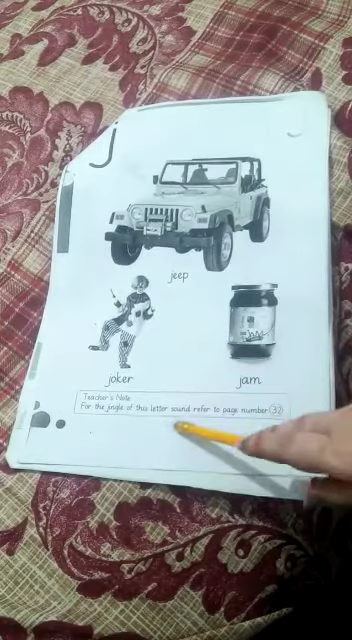 j
jeep
joker
jam
Teacher's Note
For the jingle of this letter sound refer to page number 32